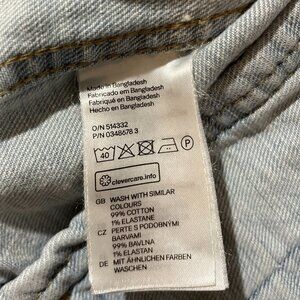 Made in Bangladesh
Fabricado em Bangladesh
Fabriqué en Bangladesh
Hecho en Bangladesh
O/N 514332
P/N 0348678 3
40 P
clevercare.info
GB WASH WITH SIMILAR
COLOURS
99% COTTON
1% ELASTANE
CZ PERTE S PODOBNÝMI
BARVAMI
99% BAVLNA
1% ELASTAN
DE MIT ÄHNLICHEN FARBEN
WASCHEN